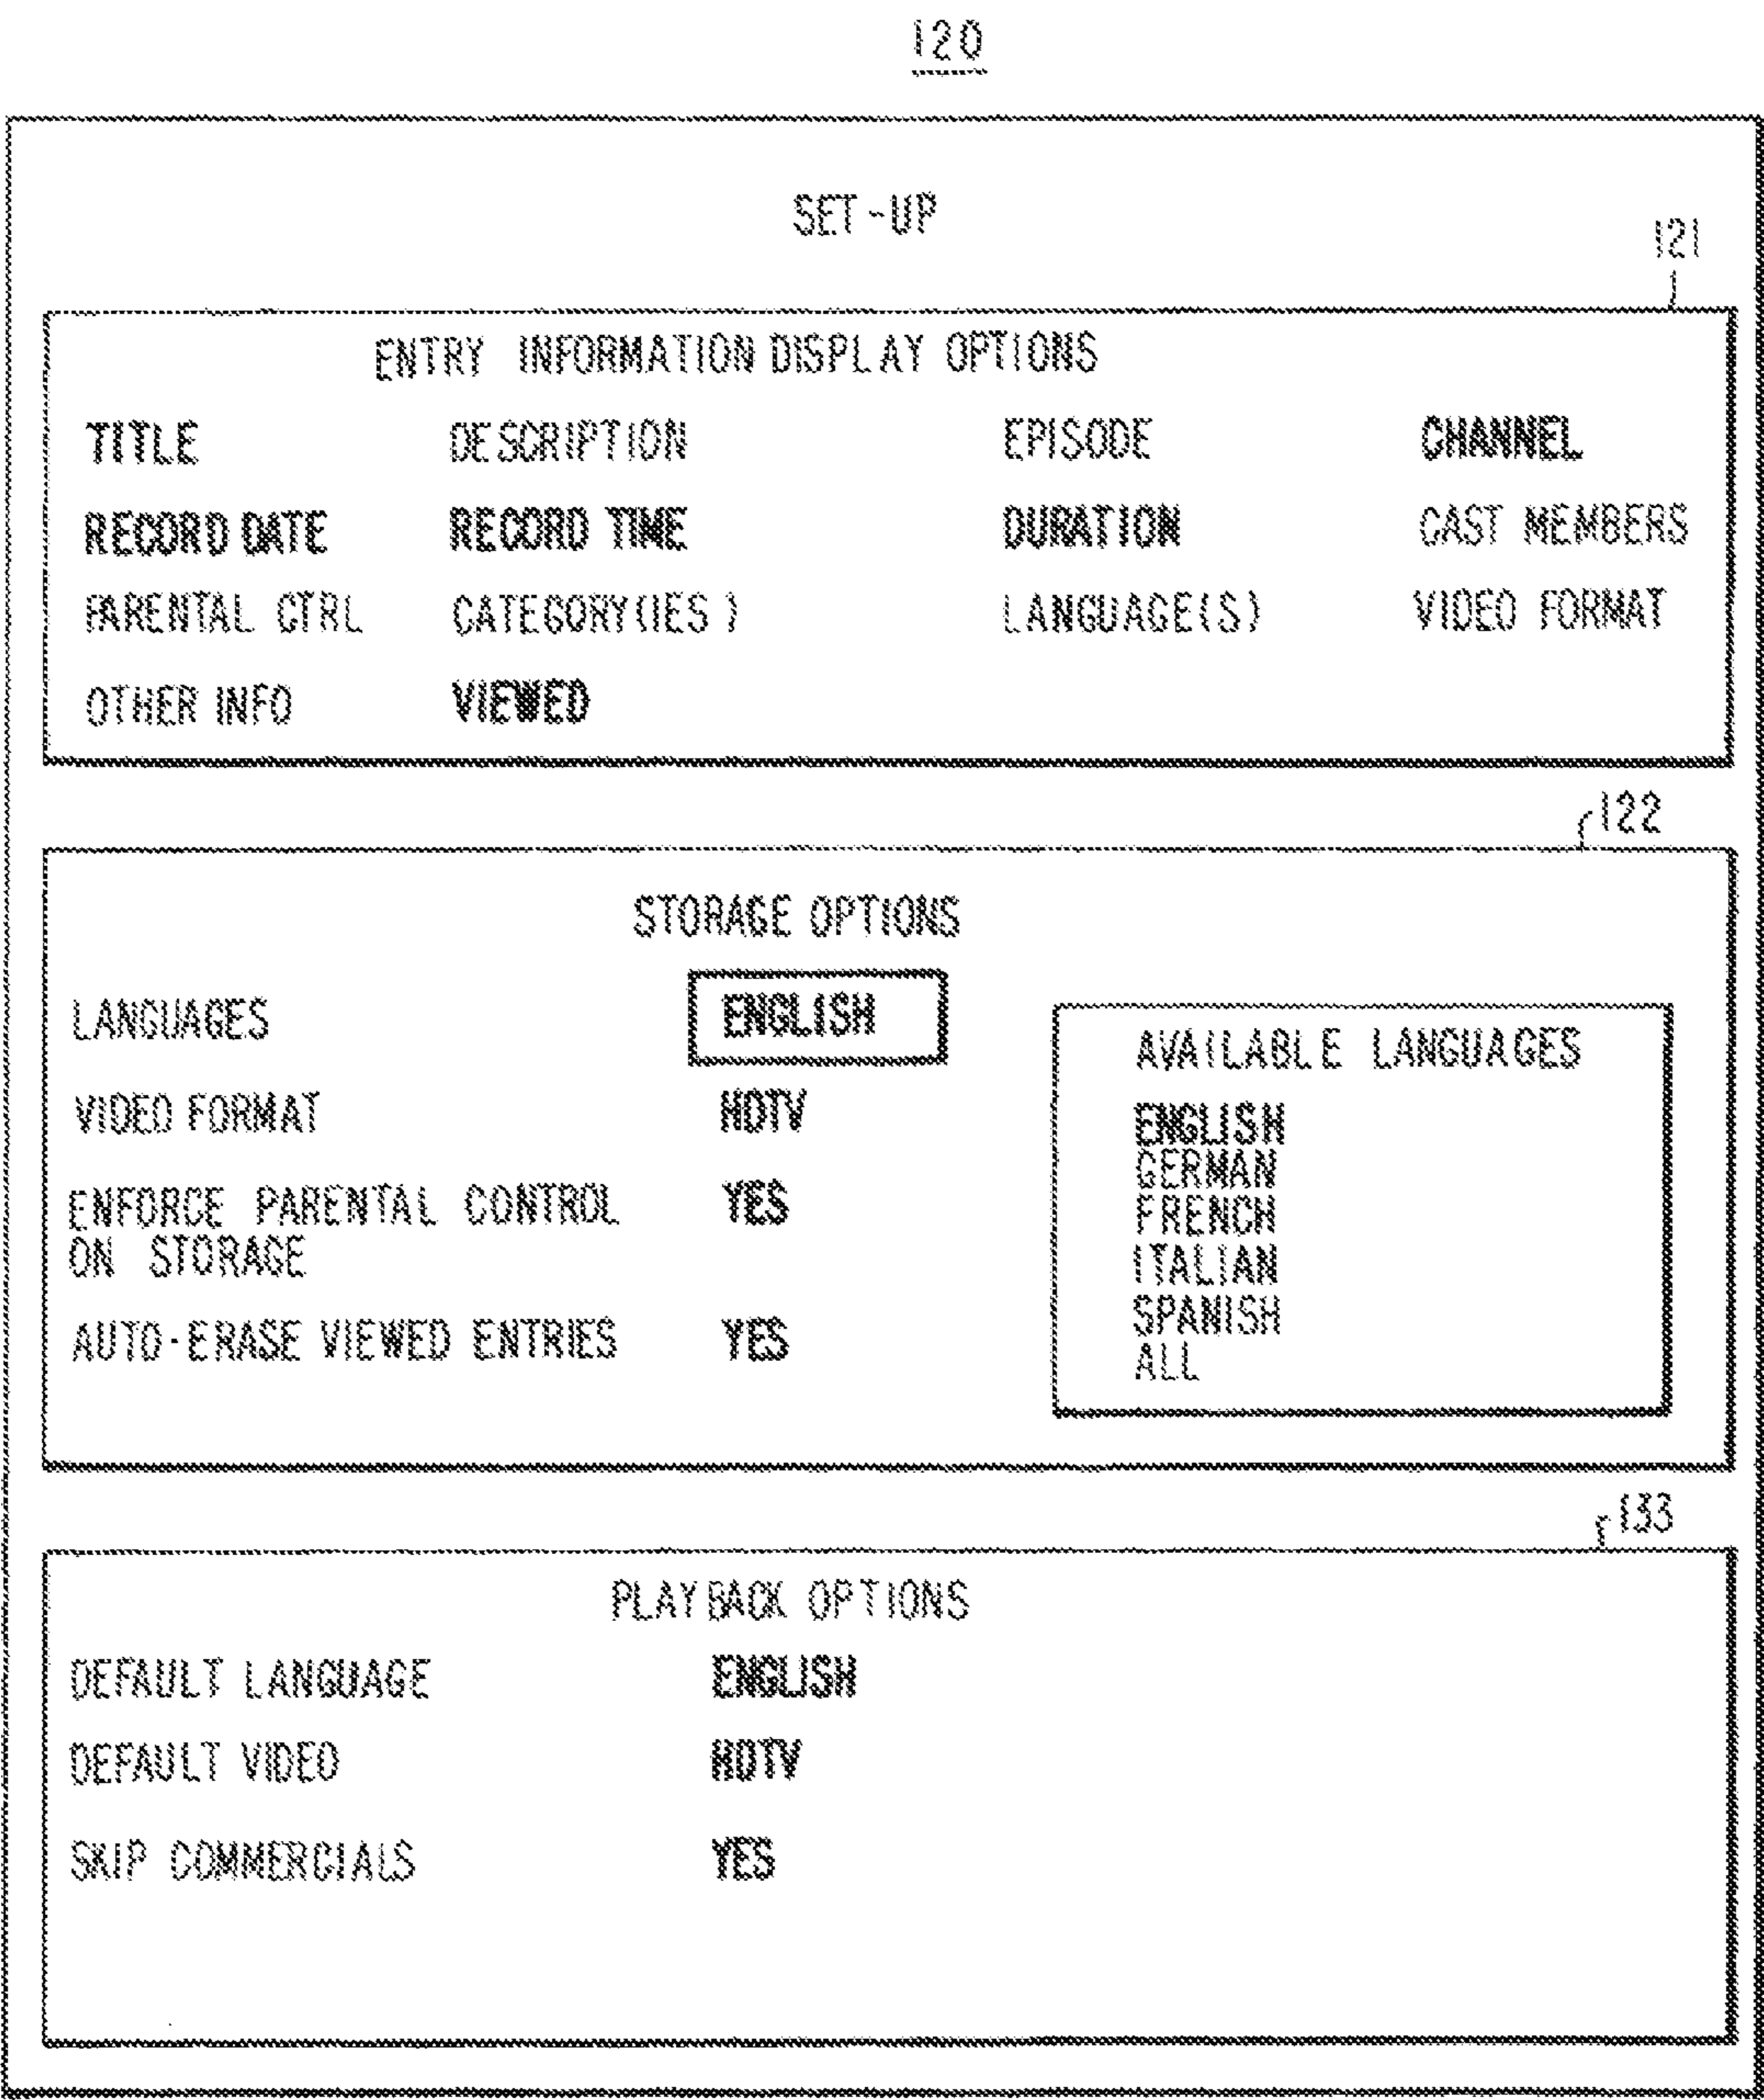 120
SET-UP
121
ENTRY INFORMATION DISPLAY OPTIONS
TITLE DESCRIPTION EPISODE CHANNEL
RECORD DATE RECORD TIME DURATION CAST MEMBERS
PARENTAL CTRL CATEGORY(IES) LANGUAGE(S) VIDEO FORMAT
OTHER INFO VIEWED
122
STORAGE OPTIONS
LANGUAGES ENGLISH
VIDEO FORMAT HDTV
ENFORCE PARENTAL CONTROL YES
ON STORAGE
AUTO-ERASE VIEWED ENTRIES YES
AVAILABLE LANGUAGES
ENGLISH
GERMAN
FRENCH
ITALIAN
SPANISH
ALL
133
PLAYBACK OPTIONS
DEFAULT LANGUAGE ENGLISH
DEFAULT VIDEO HDTV
SKIP COMMERCIALS YES